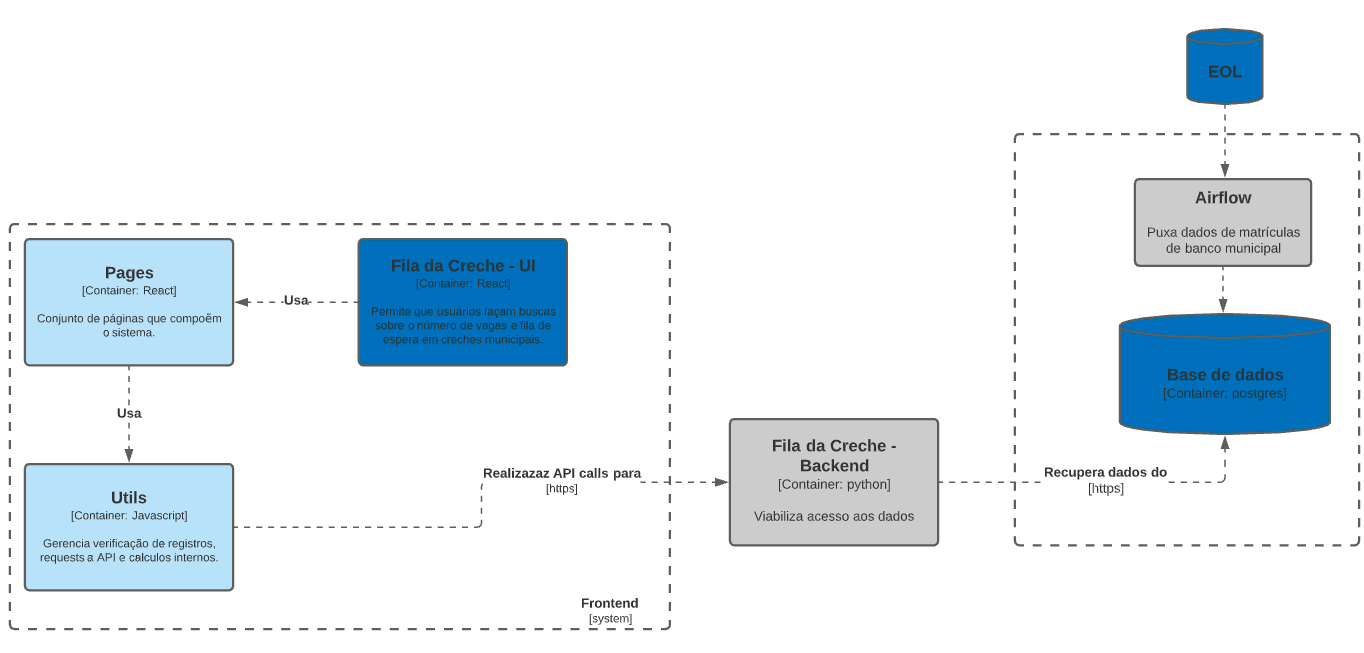 EOL
Airflow
Puxa dados de matrículas
de banco municipal
Pages
[Container: React]
Conjunto de páginas que compoẽm
o sistema.
Usa
Fila da Creche - UI
[Container: React]
Permite que usuários façam buscas
sobre o número de vagas e fila de
espera em creches municipais.
Base de dados
[Container: postgres]
Usa
Utils
[Container: Javascript]
Gerencia verificação de registros,
requests a API e calculos internos.
Realizazaz API calls para
[https]
Fila da Creche -
Backend
[Container: python]
Viabiliza acesso aos dados
Recupera dados do
[https]
Frontend
[system]